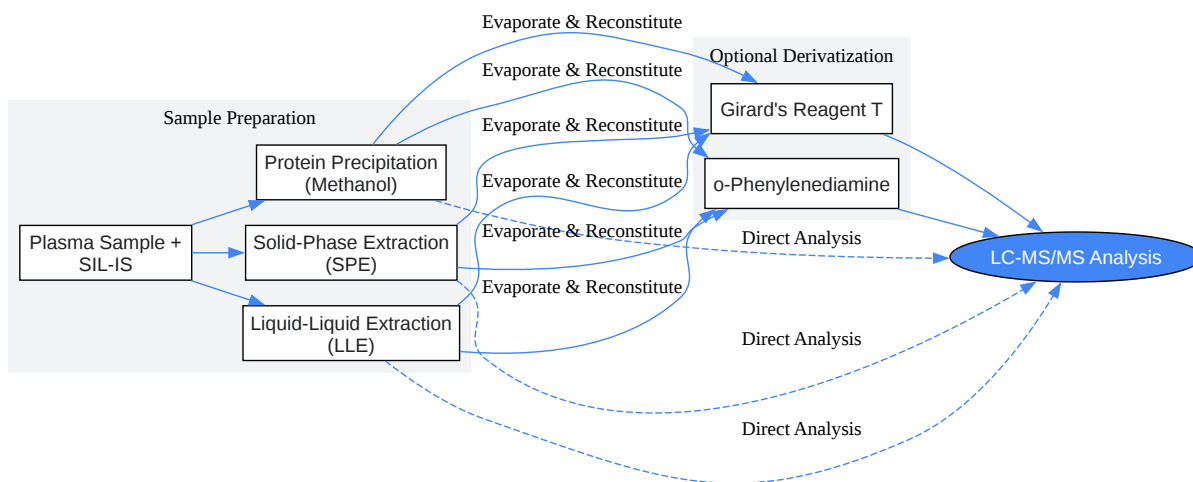 Evaporate & Reconstitute
Optional Derivatization
Evaporate & Reconstitute
Girard's Reagent T
Sample Preparation
Evaporate & Reconstitute
Protein Precipitation
(Methanol)
Evaporate & Reconstitute
o-Phenylenediamine
Plasma Sample +
SIL-IS
Solid-Phase Extraction
(SPE)
Evaporate & Reconstitute
Direct Analysis
LC-MS/MS Analysis
Evaporate & Reconstitute
Liquid-Liquid Extraction
(LLE)
Direct Analysis
Direct Analysis